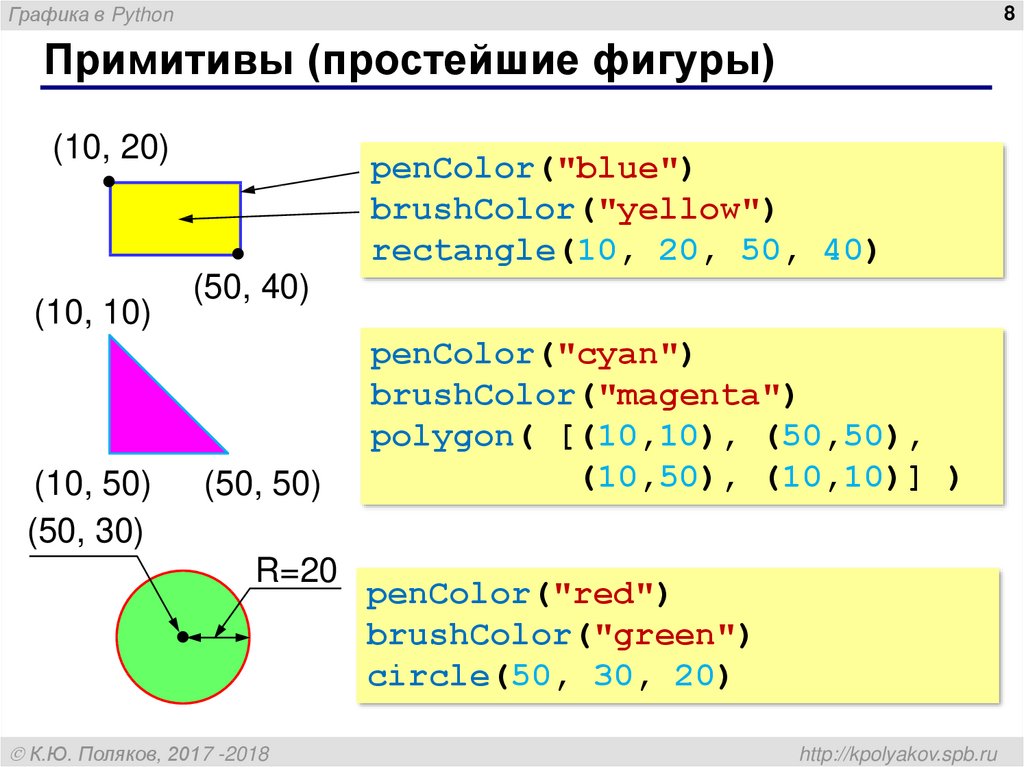 Графика в Python
8
Примитивы (простейшие фигуры)
(10, 20)
(50, 40)
penColor("blue")
brushColor("yellow")
rectangle(10, 20, 50, 40)
(10, 10)
(10, 50) (50, 50)
penColor("cyan")
brushColor("magenta")
polygon( [(10,10), (50,50),
(10,50), (10,10)] )
(50, 30)
R=20
penColor("red")
brushColor("green")
circle(50, 30, 20)
© К.Ю. Поляков, 2017 -2018
http://kpolyakov.spb.ru